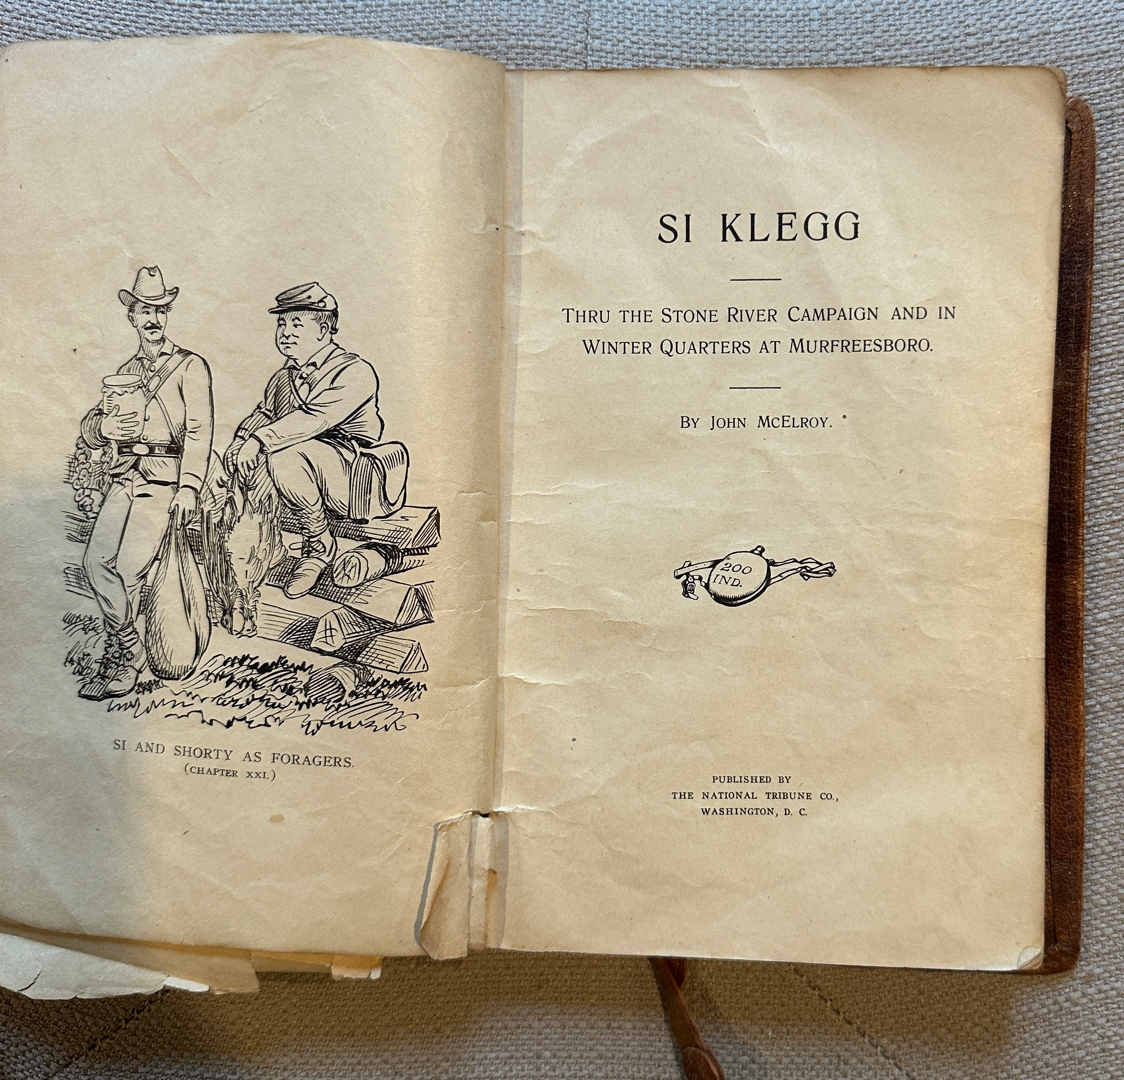 SI AND SHORTY AS FORAGERS.
(CHAPTER XXI.)
SI KLEGG
THRU THE STONE RIVER CAMPAIGN AND IN
WINTER QUARTERS AT MURFREESBORO.
BY JOHN MCELROY.
200
IND.
PUBLISHED BY
THE NATIONAL TRIBUNE CO.,
WASHINGTON, D. C.